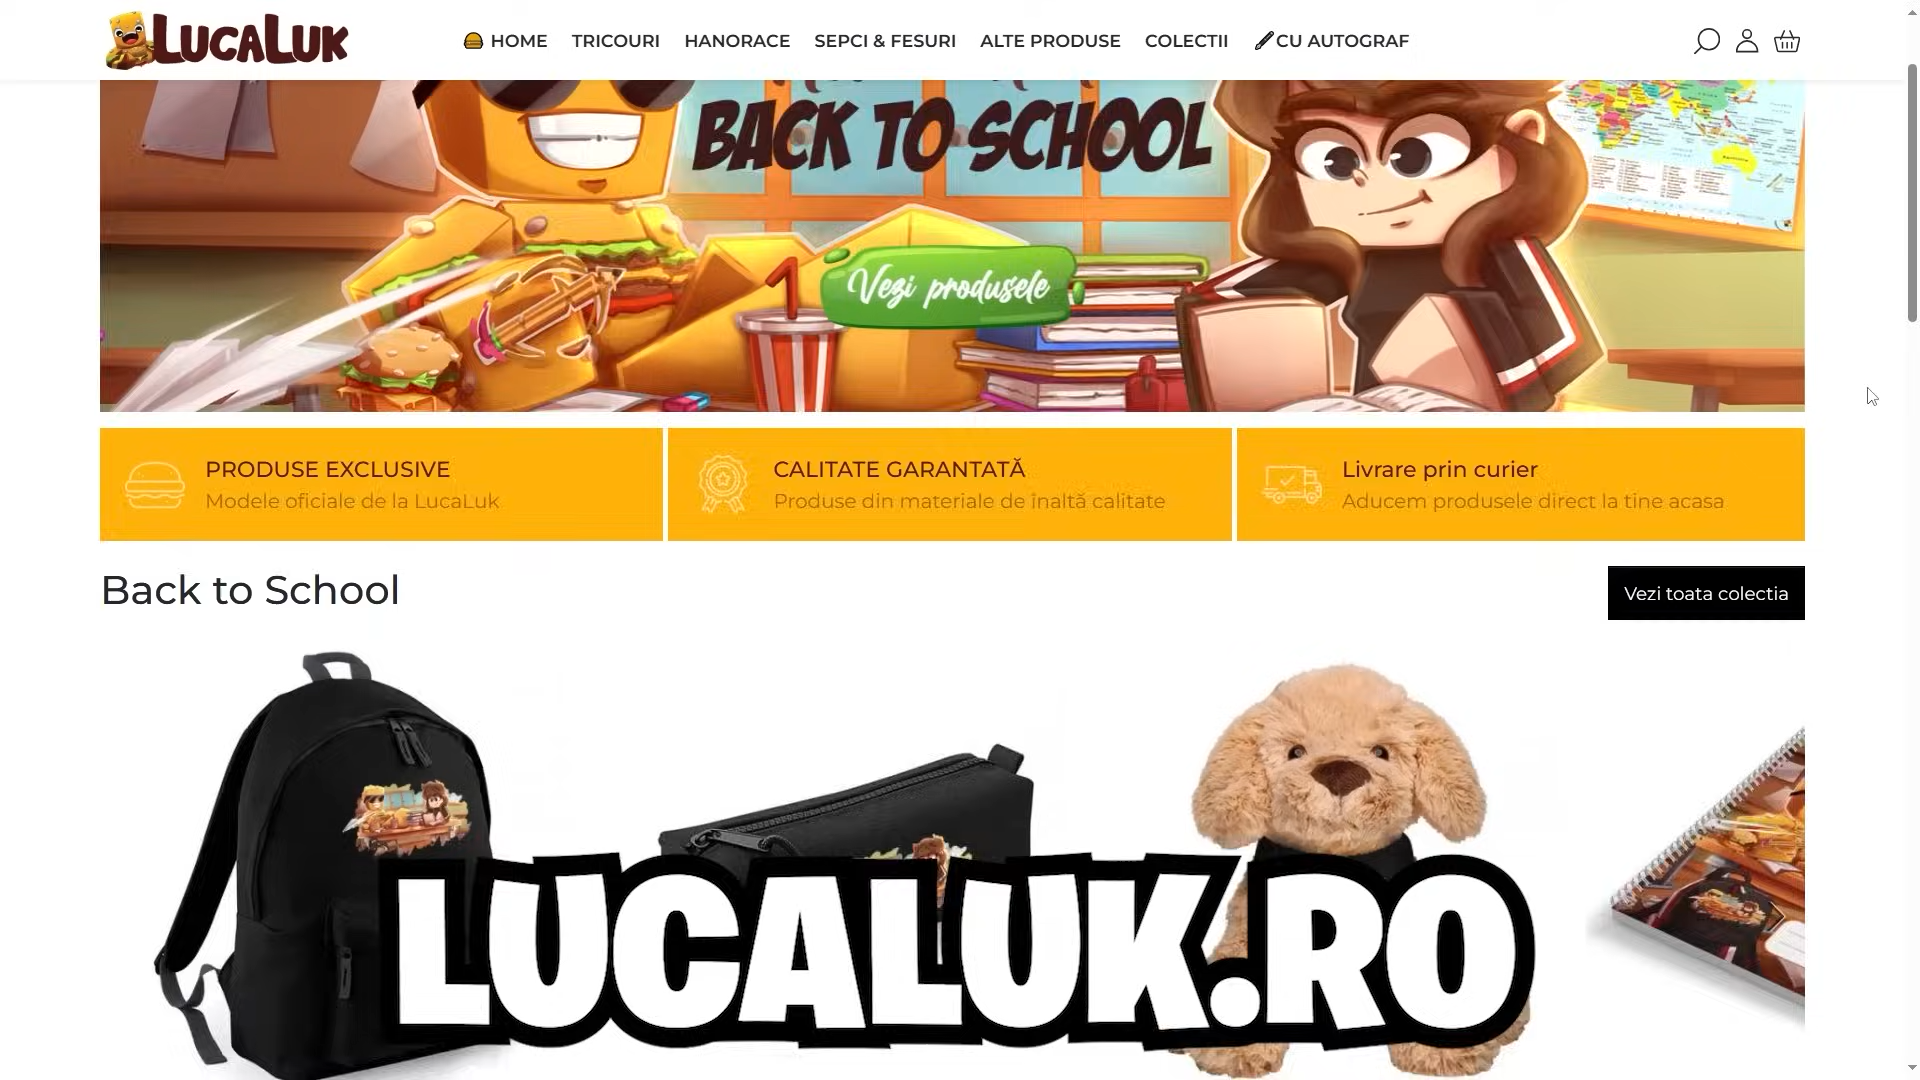 LUCALUK
HOME TRICOURI HANORACE SEPCI & FESURI ALTE PRODUSE COLECTII CU AUTOGRAF
BACK TO SCHOOL
Vezi produsele
PRODUSE EXCLUSIVE
Modele oficiale de la LucaLuk
CALITATE GARANTATĂ
Produse din materiale de înaltă calitate
Livrare prin curier
Aducem produsele direct la tine acasa
Back to School
Vezi toata colectia
LUCALUK.RO